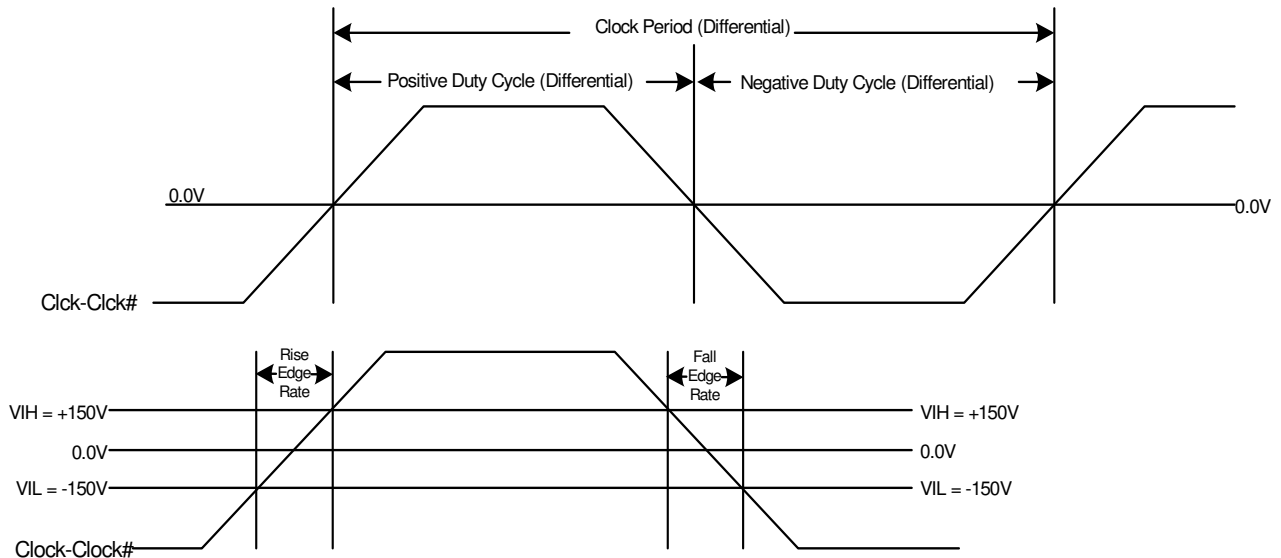 Clock Period (Differential)
Positive Duty Cycle (Differential)
Negative Duty Cycle (Differential)
0.0V
0.0V
Clck-Clck#
Rise
Edge
Rate
Fall
Edge
Rate
VIH = +150V
VIH = +150V
0.0V
0.0V
VIL = -150V
VIL = -150V
Clock-Clock#